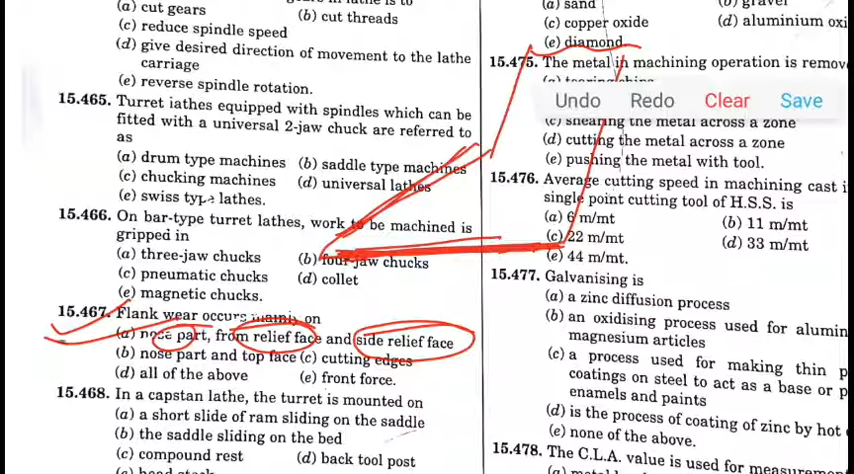 (a) cut gears (b) cut threads
(c) reduce spindle speed
(d) give desired direction of movement to the lathe
carriage
(e) reverse spindle rotation.
15.465. Turret iathes equipped with spindles which can be
fitted with a universal 2-jaw chuck are referred to
as
(a) drum type machines (b) saddle type machines
(c) chucking machines (d) universal lathes
(e) swiss type lathes.
15.466. On bar-type turret lathes, work to be machined is
gripped in
(a) three-jaw chucks (b) four-jaw chucks
(c) pneumatic chucks (d) collet
(e) magnetic chucks.
15.467. Flank wear occurs mainly on
(a) nose part, from relief face and side relief face
(b) nose part and top face (c) cutting edges
(d) all of the above (e) front force.
15.468. In a capstan lathe, the turret is mounted on
(a) a short slide of ram sliding on the saddle
(b) the saddle sliding on the bed
(c) compound rest (d) back tool post
(a) sand (b) gravel
(c) copper oxide (d) aluminium oxi
(e) diamond
15.475. The metal in machining operation is remov
Undo Redo Clear Save
(c) shearing the metal across a zone
(d) cutting the metal across a zone
(e) pushing the metal with tool.
15.476. Average cutting speed in machining cast i
single point cutting tool of H.S.S. is
(a) 6 m/mt (b) 11 m/mt
(c) 22 m/mt (d) 33 m/mt
(e) 44 m/mt.
15.477. Galvanising is
(a) a zinc diffusion process
(b) an oxidising process used for alumin
magnesium articles
(c) a process used for making thin p
coatings on steel to act as a base or p
enamels and paints
(d) is the process of coating of zinc by hot
(e) none of the above.
15.478. The C.L.A. value is used for measurem